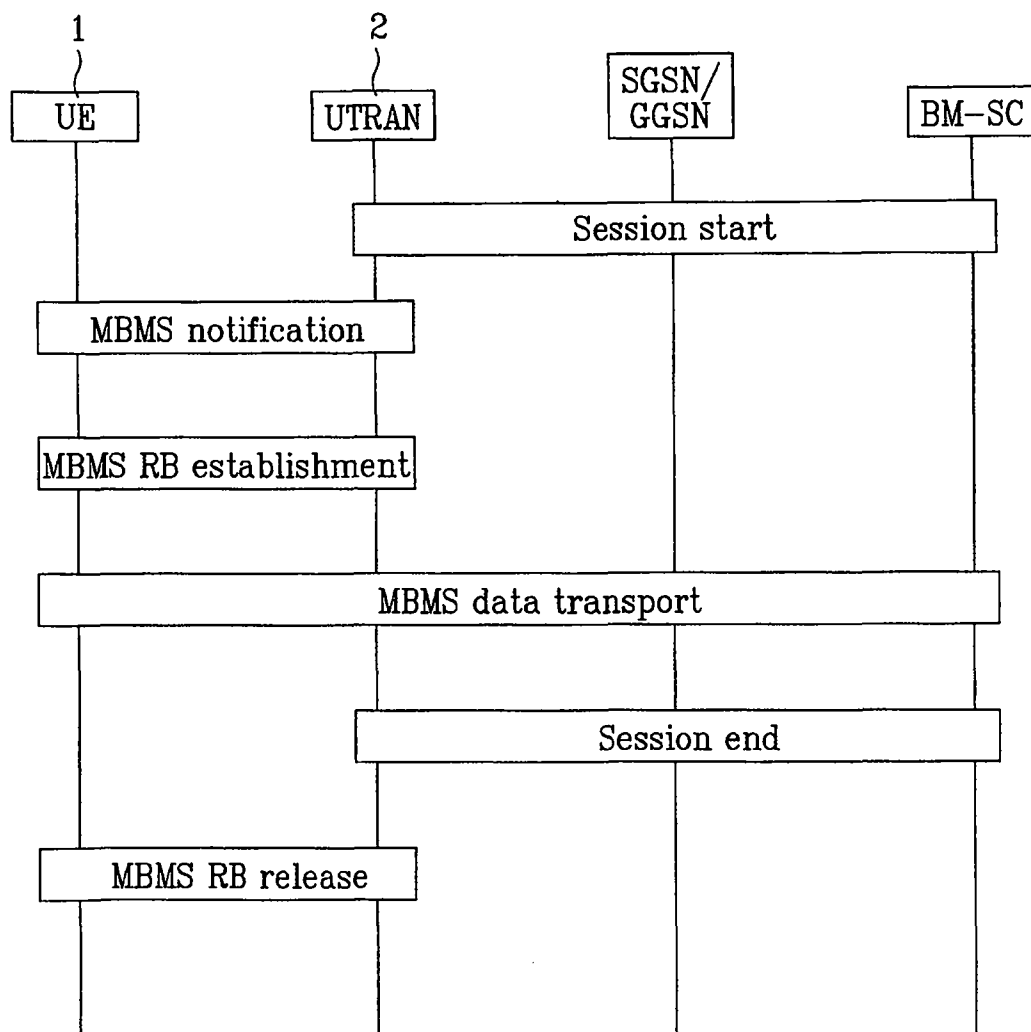 1
2
UE
UTRAN
SGSN/
GGSN
BM-SC
Session start
MBMS notification
MBMS RB establishment
MBMS data transport
Session end
MBMS RB release